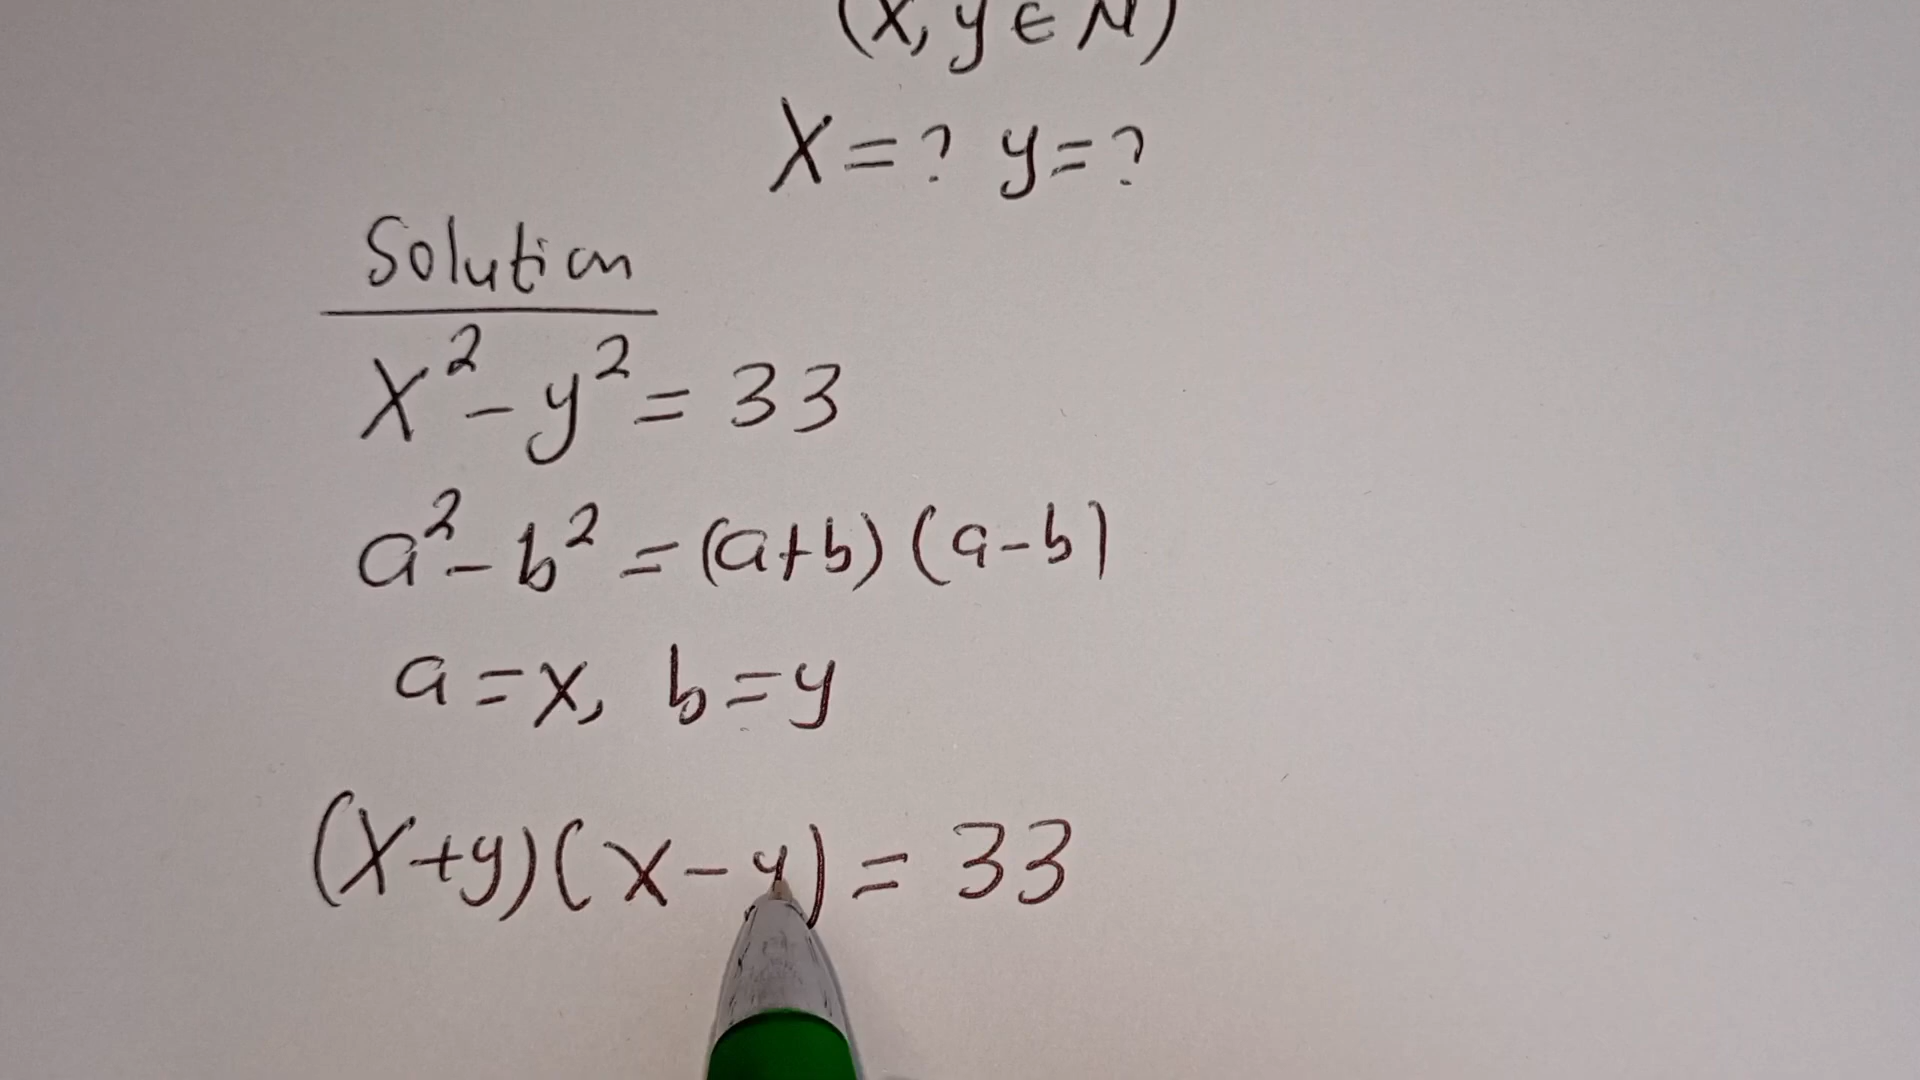 (x, y ∈ N)
x = ? y = ?
Solution
x² - y² = 33
a² - b² = (a+b) (a-b)
a = x, b = y
(x+y)(x-y) = 33